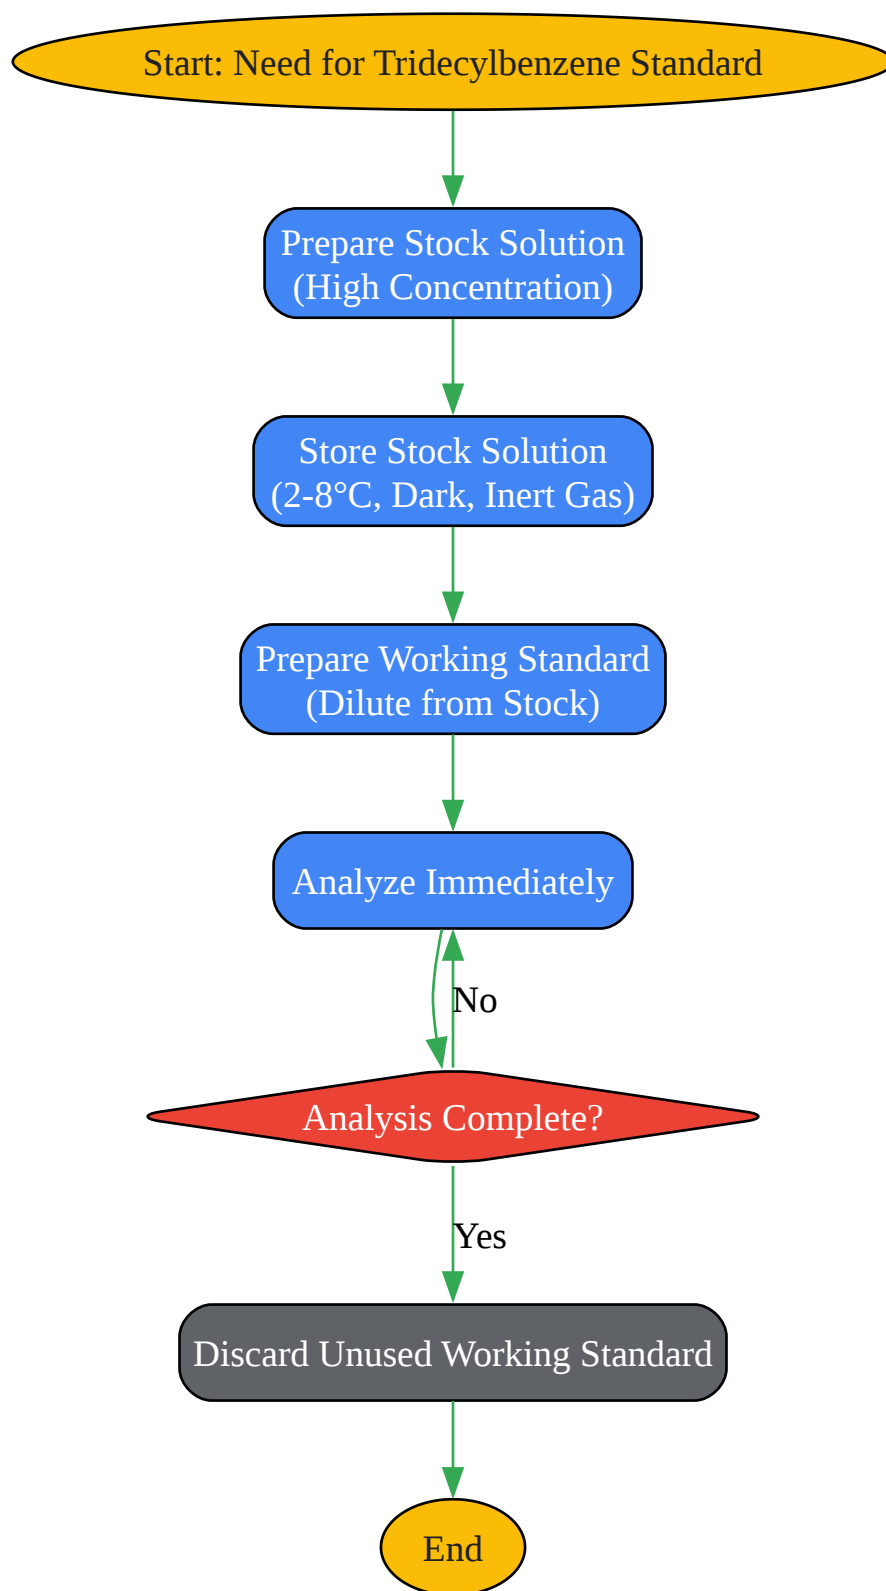 Start: Need for Tridecylbenzene Standard
Prepare Stock Solution
(High Concentration)
Store Stock Solution
(2-8°C, Dark, Inert Gas)
Prepare Working Standard
(Dilute from Stock)
Analyze Immediately
No
Analysis Complete?
Yes
Discard Unused Working Standard
End